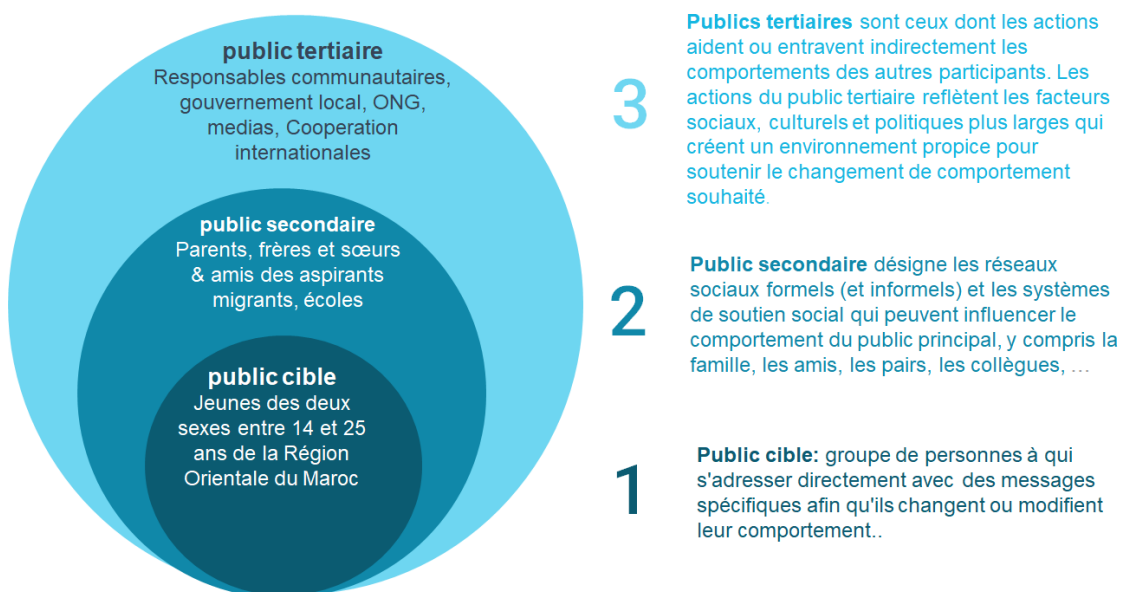 public tertiaire
Responsables communautaires,
gouvernement local, ONG,
medias, Cooperation
internationales
public secondaire
Parents, frères et sœurs
& amis des aspirants
migrants, écoles
public cible
Jeunes des deux
sexes entre 14 et 25
ans de la Région
Orientale du Maroc
3
Publics tertiaires sont ceux dont les actions
aident ou entravent indirectement les
comportements des autres participants. Les
actions du public tertiaire reflètent les facteurs
sociaux, culturels et politiques plus larges qui
créent un environnement propice pour
soutenir le changement de comportement
souhaité.
2
Public secondaire désigne les réseaux
sociaux formels (et informels) et les systèmes
de soutien social qui peuvent influencer le
comportement du public principal, y compris la
famille, les amis, les pairs, les collègues, ...
1
Public cible: groupe de personnes à qui
s'adresser directement avec des messages
spécifiques afin qu'ils changent ou modifient
leur comportement..